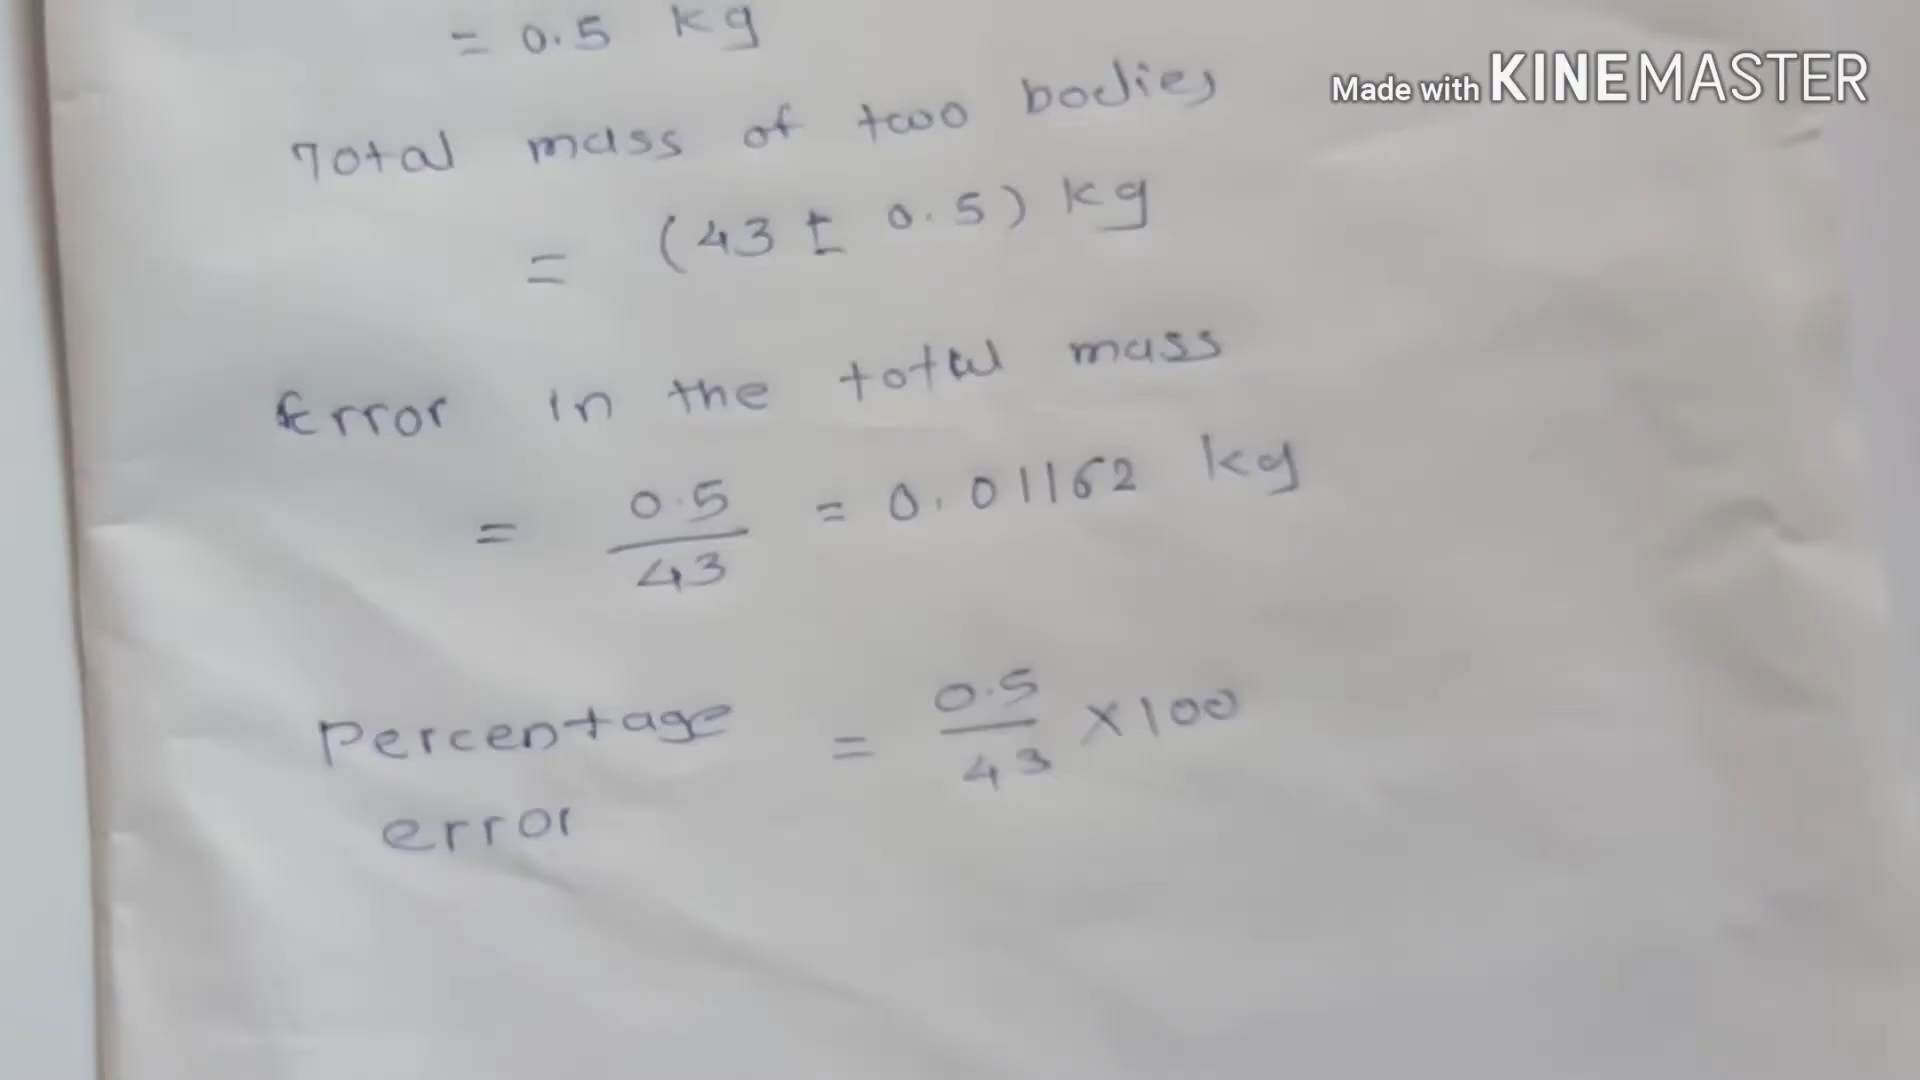 = 0.5 kg
Made with KINEMASTER
Total mass of two bodies
= (43 ± 0.5) kg
Error in the total mass
= 0.5/43 = 0.01162 kg
Percentage error = 0.5/43 × 100